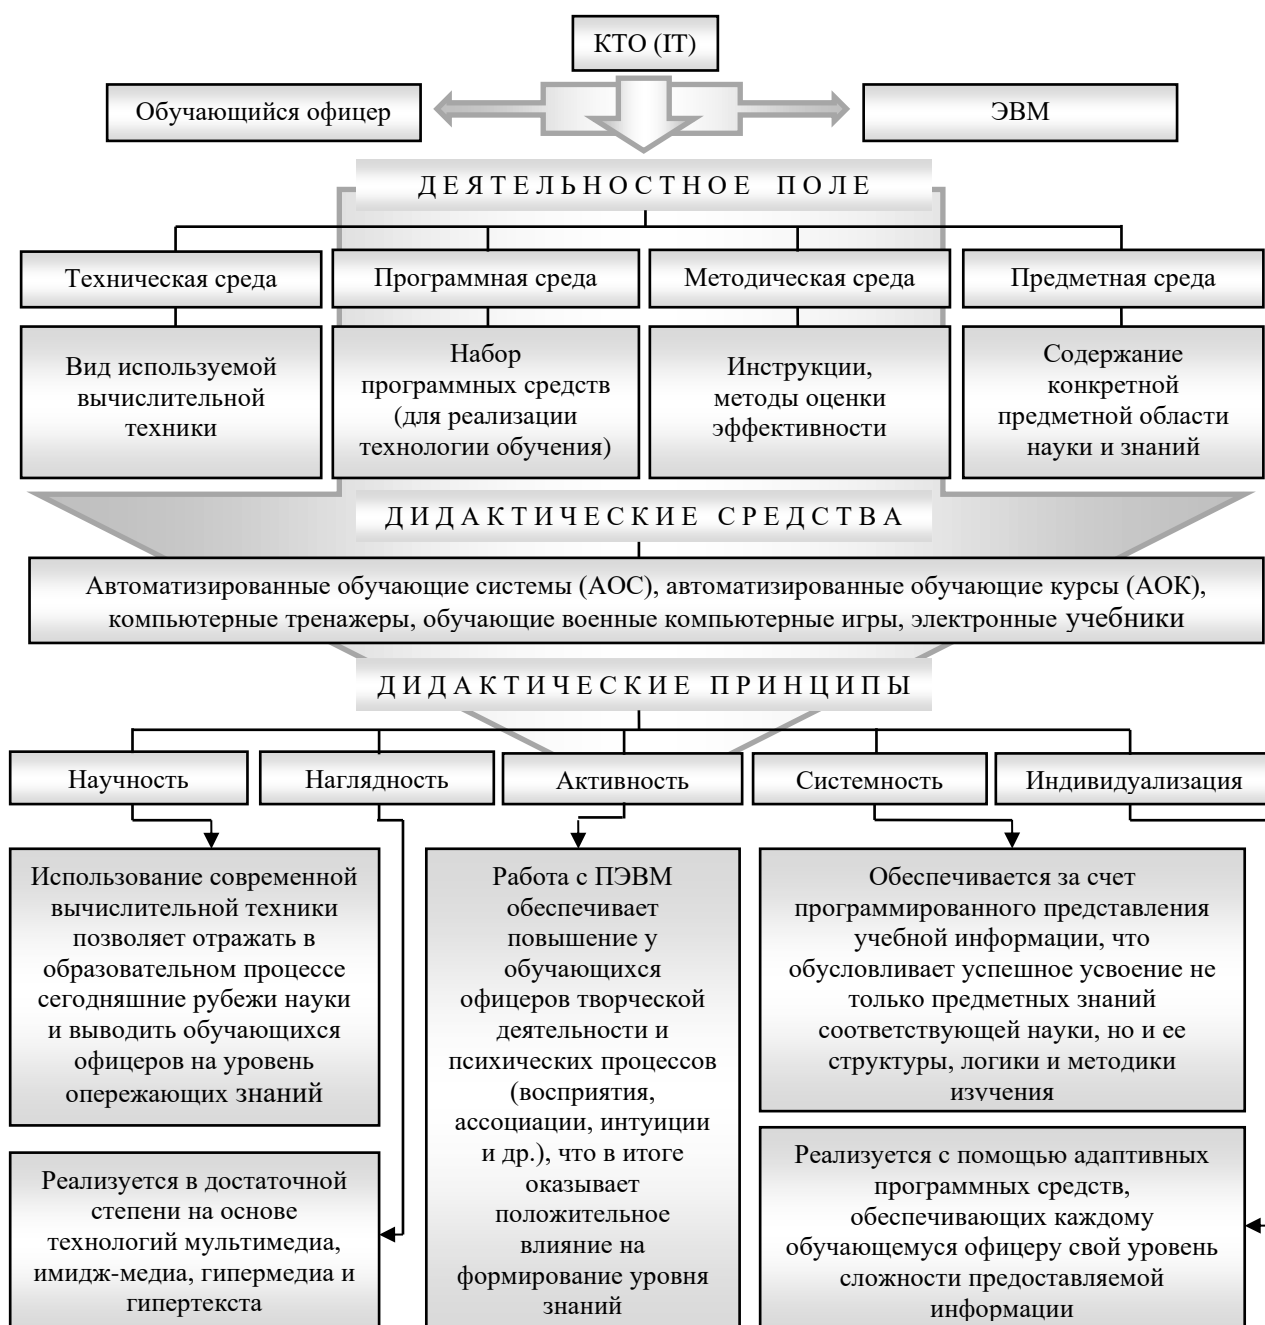 КТО (IT)
Обучающийся офицер
ЭВМ
ДЕЯТЕЛЬНОСТНОЕ ПОЛЕ
Техническая среда
Программная среда
Методическая среда
Предметная среда
Вид используемой
вычислительной
техники
Набор
программных средств
(для реализации
технологии обучения)
Инструкции,
методы оценки
эффективности
Содержание
конкретной
предметной области
науки и знаний
ДИДАКТИЧЕСКИЕ СРЕДСТВА
Автоматизированные обучающие системы (АОС), автоматизированные обучающие курсы (АОК),
компьютерные тренажеры, обучающие военные компьютерные игры, электронные учебники
ДИДАКТИЧЕСКИЕ ПРИНЦИПЫ
Научность
Наглядность
Активность
Системность
Индивидуализация
Использование современной
вычислительной техники
позволяет отражать в
образовательном процессе
сегодняшние рубежи науки
и выводить обучающихся
офицеров на уровень
опережающих знаний
Реализуется в достаточной
степени на основе
технологий мультимедиа,
имидж-медиа, гипермедиа и
гипертекста
Работа с ПЭВМ
обеспечивает
повышение у
обучающихся
офицеров творческой
деятельности и
психических процессов
(восприятия,
ассоциации, интуиции
и др.), что в итоге
оказывает
положительное
влияние на
формирование уровня
знаний
Обеспечивается за счет
программированного представления
учебной информации, что
обусловливает успешное усвоение не
только предметных знаний
соответствующей науки, но и ее
структуры, логики и методики
изучения
Реализуется с помощью адаптивных
программных средств,
обеспечивающих каждому
обучающемуся офицеру свой уровень
сложности предоставляемой
информации